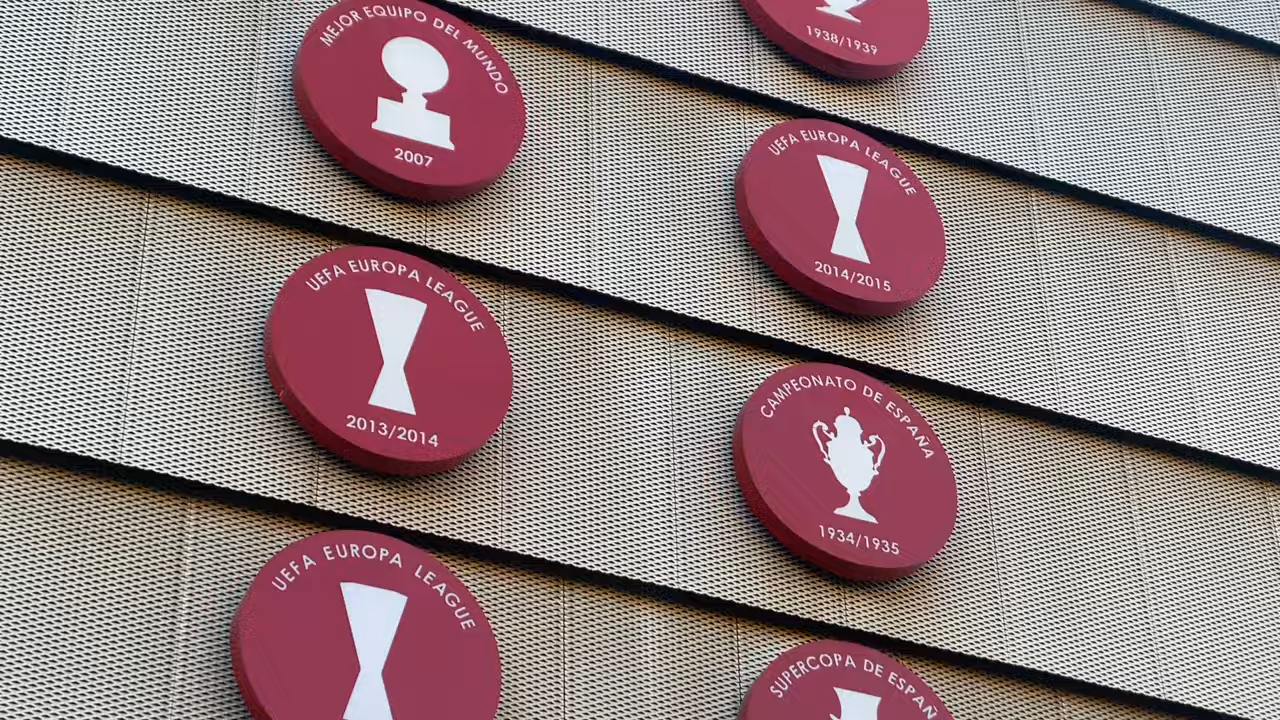 MEJOR EQUIPO DEL MUNDO
2007
1938/1939
UEFA EUROPA LEAGUE
2014/2015
UEFA EUROPA LEAGUE
2013/2014
CAMPEONATO DE ESPAÑA
1934/1935
UEFA EUROPA LEAGUE
SUPERCOPA DE ESPAÑ